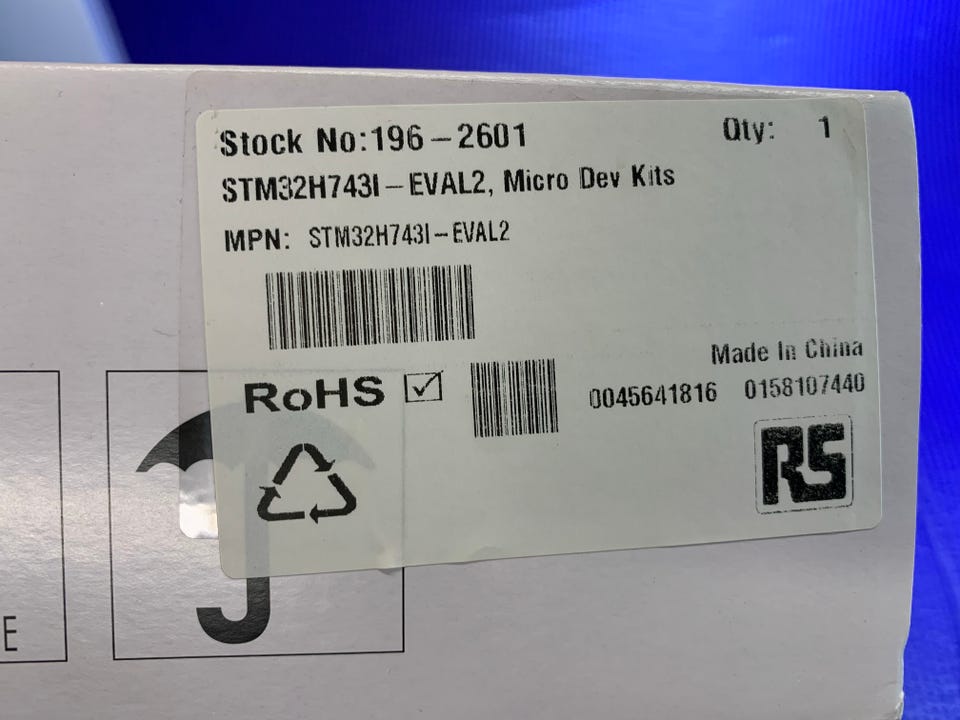 Stock No:196-2601 Qty: 1
STM32H743I-EVAL2, Micro Dev Kits
MPN: STM32H743I-EVAL2
Made In China
RoHS 0045641816 0158107440
RS
E